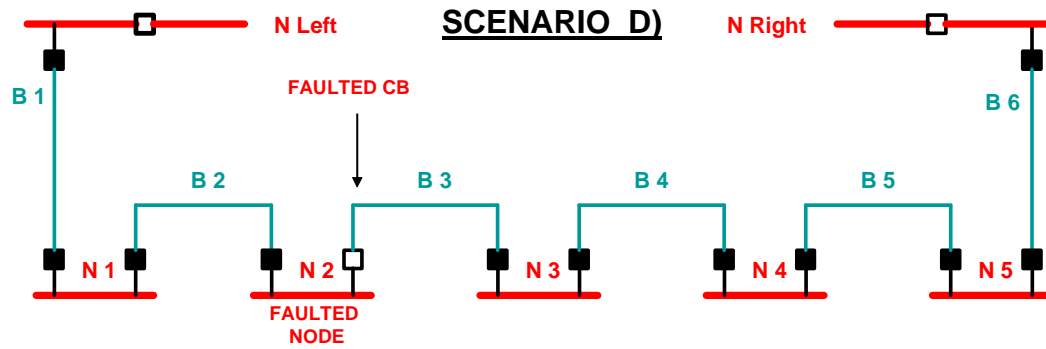 N Left
SCENARIO D)
N Right
B 1
FAULTED CB
B 6
B 2
B 3
B 4
B 5
N 1
N 2
N 3
N 4
N 5
FAULTED
NODE